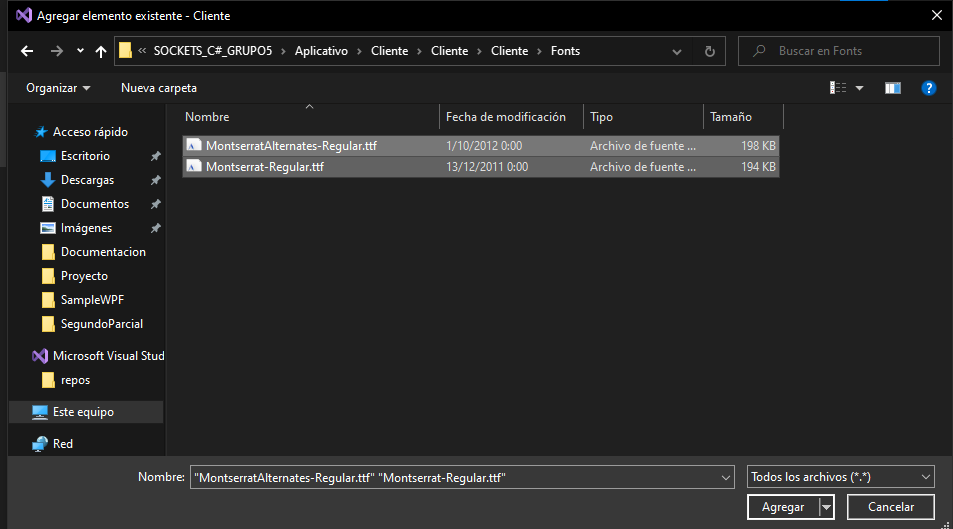 Agregar elemento existente - Cliente
« SOCKETS_C#_GRUPO5 > Aplicativo > Cliente > Cliente > Cliente > Fonts
Buscar en Fonts
Organizar
Nueva carpeta
Nombre Fecha de modificación Tipo Tamaño
MontserratAlternates-Regular.ttf 1/10/2012 0:00 Archivo de fuente ... 198 KB
Montserrat-Regular.ttf 13/12/2011 0:00 Archivo de fuente ... 194 KB
Acceso rápido
Escritorio
Descargas
Documentos
Imágenes
Documentacion
Proyecto
SampleWPF
SegundoParcial
Microsoft Visual Stud
repos
Este equipo
Red
Nombre: "MontserratAlternates-Regular.ttf" "Montserrat-Regular.ttf"
Todos los archivos (*.*)
Agregar
Cancelar